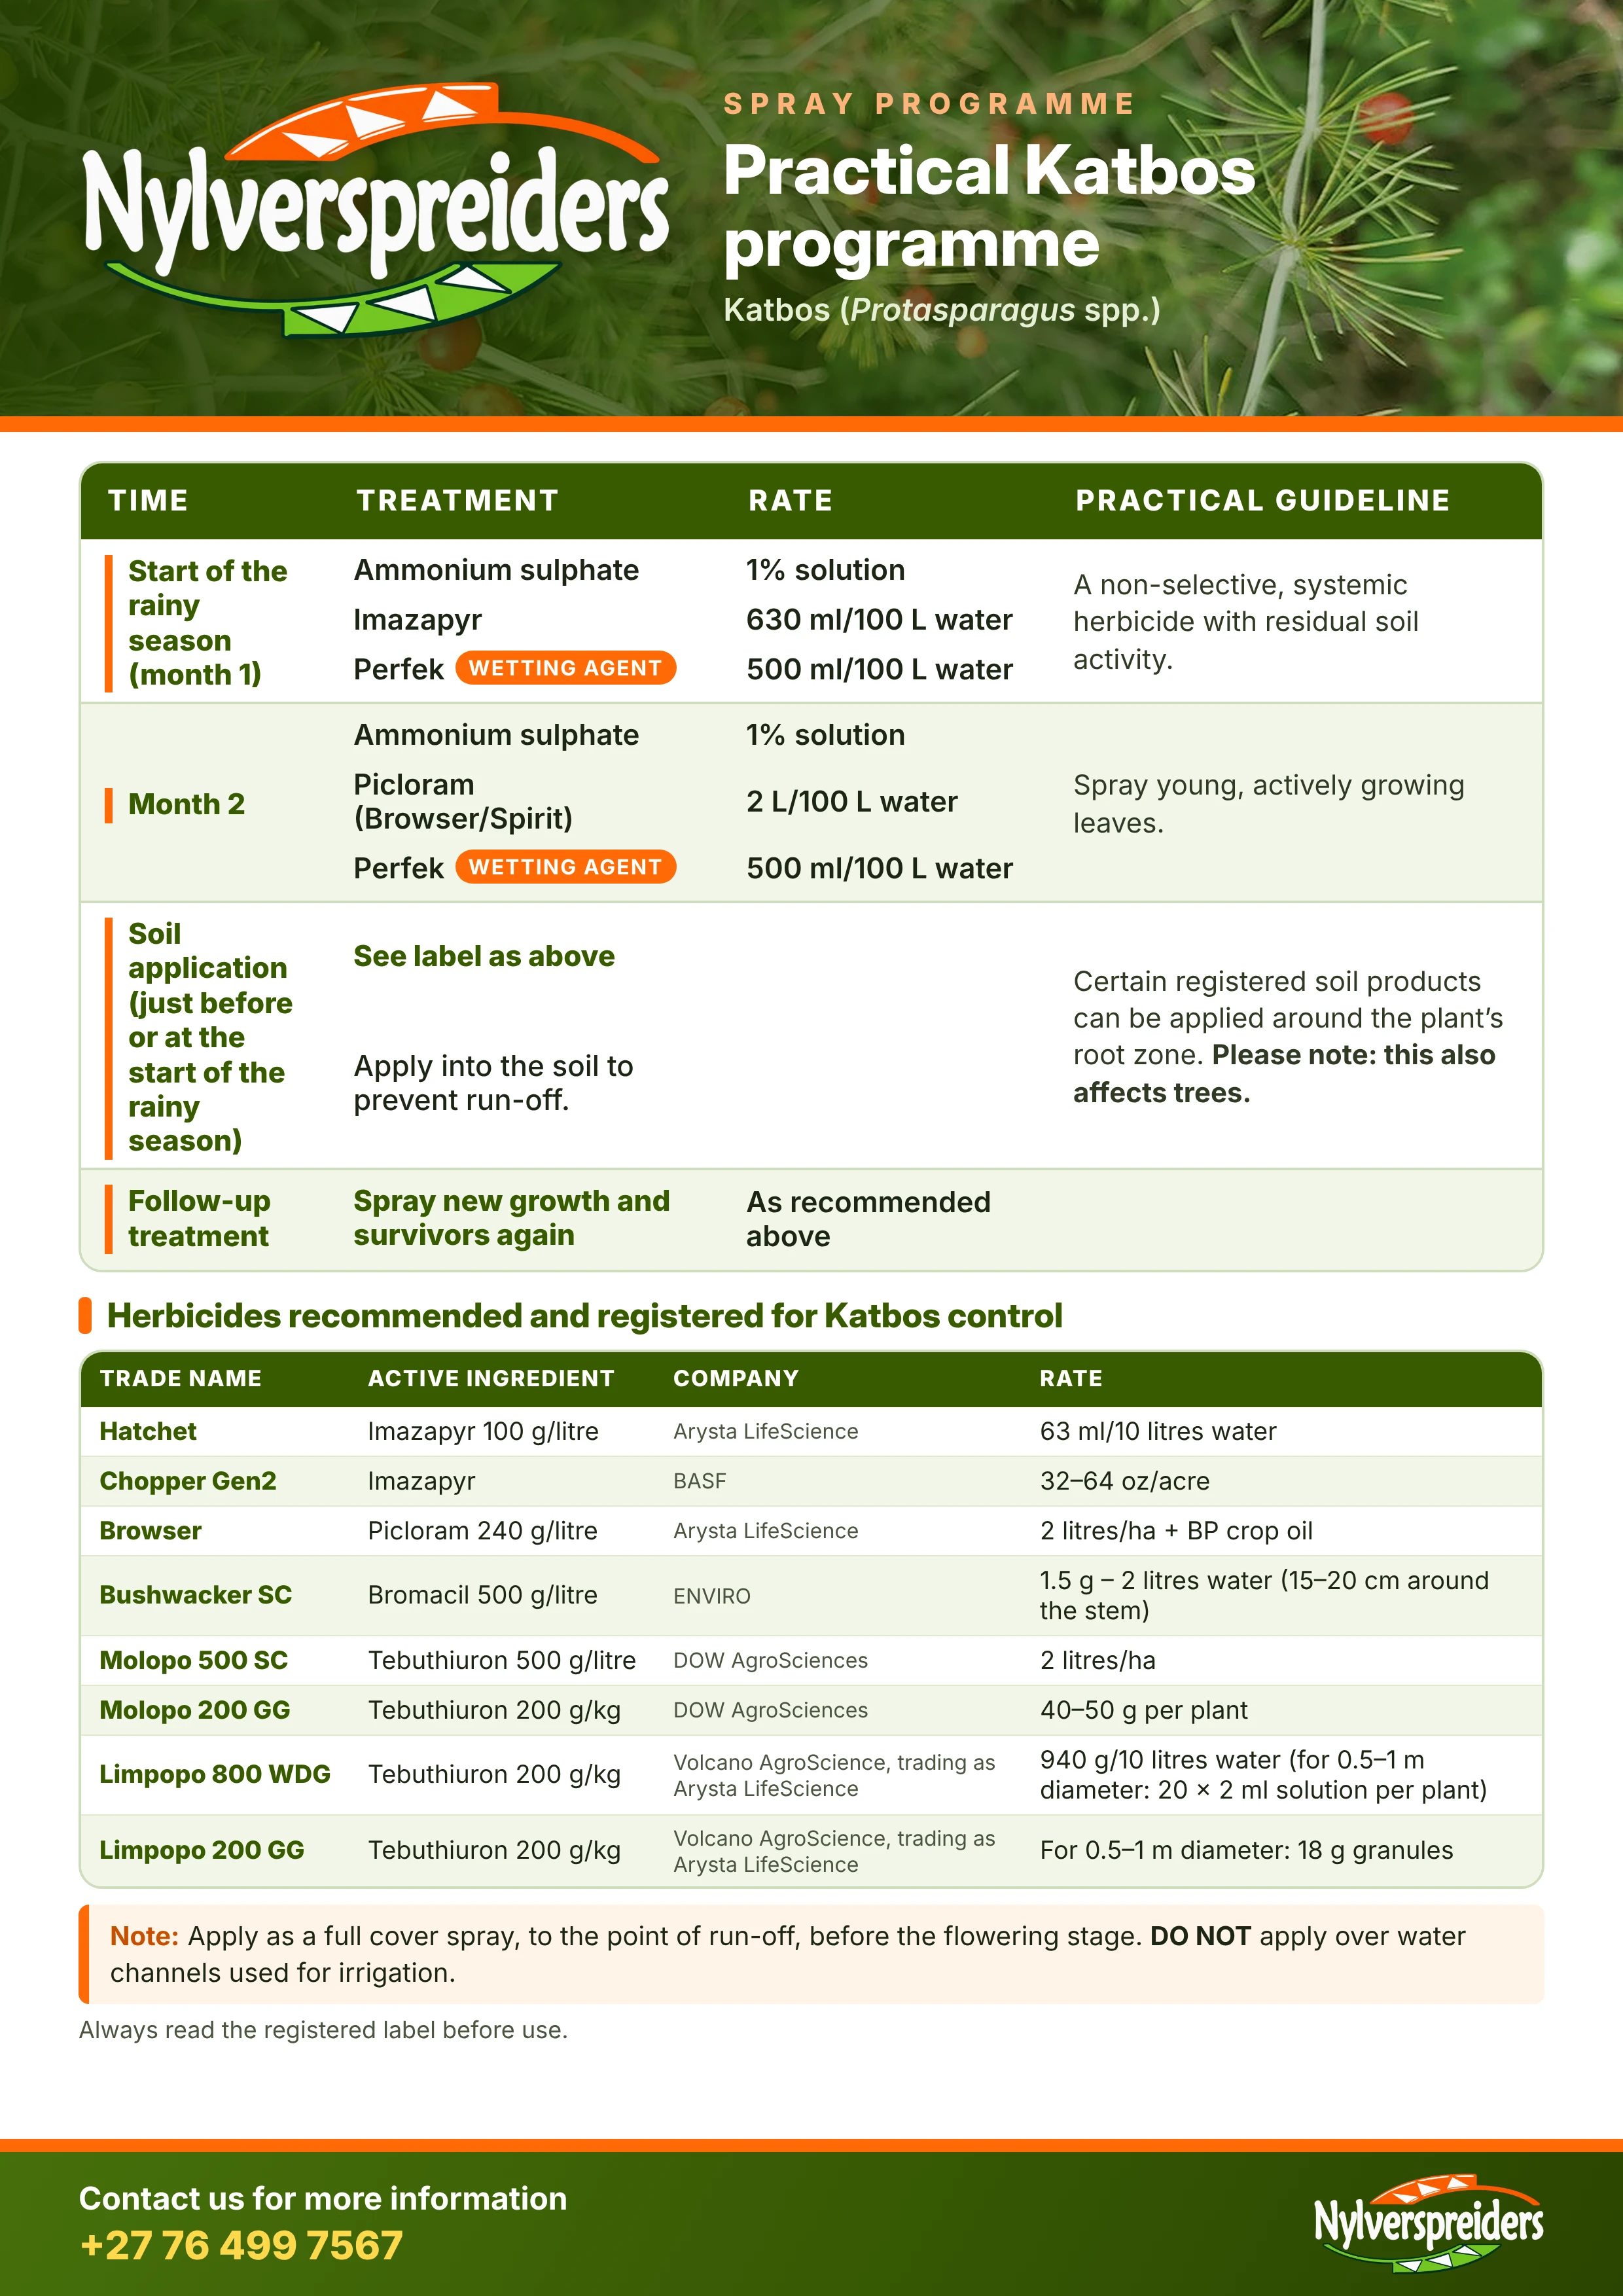 Nylverspreiders
SPRAY PROGRAMME
Practical Katbos
programme
Katbos (Protasparagus spp.)
TIME TREATMENT RATE PRACTICAL GUIDELINE
Start of the
rainy
season
(month 1)
Ammonium sulphate 1% solution
Imazapyr 630 ml/100 L water
Perfek WETTING AGENT 500 ml/100 L water
A non-selective, systemic
herbicide with residual soil
activity.
Month 2
Ammonium sulphate 1% solution
Picloram
(Browser/Spirit)
2 L/100 L water
Perfek WETTING AGENT 500 ml/100 L water
Spray young, actively growing
leaves.
Soil
application
(just before
or at the
start of the
rainy
season)
See label as above
Apply into the soil to
prevent run-off.
Certain registered soil products
can be applied around the plant’s
root zone. Please note: this also
affects trees.
Follow-up
treatment
Spray new growth and
survivors again
As recommended
above
Herbicides recommended and registered for Katbos control
TRADE NAME ACTIVE INGREDIENT COMPANY RATE
Hatchet Imazapyr 100 g/litre Arysta LifeScience 63 ml/10 litres water
Chopper Gen2 Imazapyr BASF 32–64 oz/acre
Browser Picloram 240 g/litre Arysta LifeScience 2 litres/ha + BP crop oil
Bushwacker SC Bromacil 500 g/litre ENVIRO 1.5 g – 2 litres water (15–20 cm around
the stem)
Molopo 500 SC Tebuthiuron 500 g/litre DOW AgroSciences 2 litres/ha
Molopo 200 GG Tebuthiuron 200 g/kg DOW AgroSciences 40–50 g per plant
Limpopo 800 WDG Tebuthiuron 200 g/kg Volcano AgroScience, trading as
Arysta LifeScience
940 g/10 litres water (for 0.5–1 m
diameter: 20 × 2 ml solution per plant)
Limpopo 200 GG Tebuthiuron 200 g/kg Volcano AgroScience, trading as
Arysta LifeScience
For 0.5–1 m diameter: 18 g granules
Note: Apply as a full cover spray, to the point of run-off, before the flowering stage. DO NOT apply over water
channels used for irrigation.
Always read the registered label before use.
Contact us for more information
+27 76 499 7567
Nylverspreiders